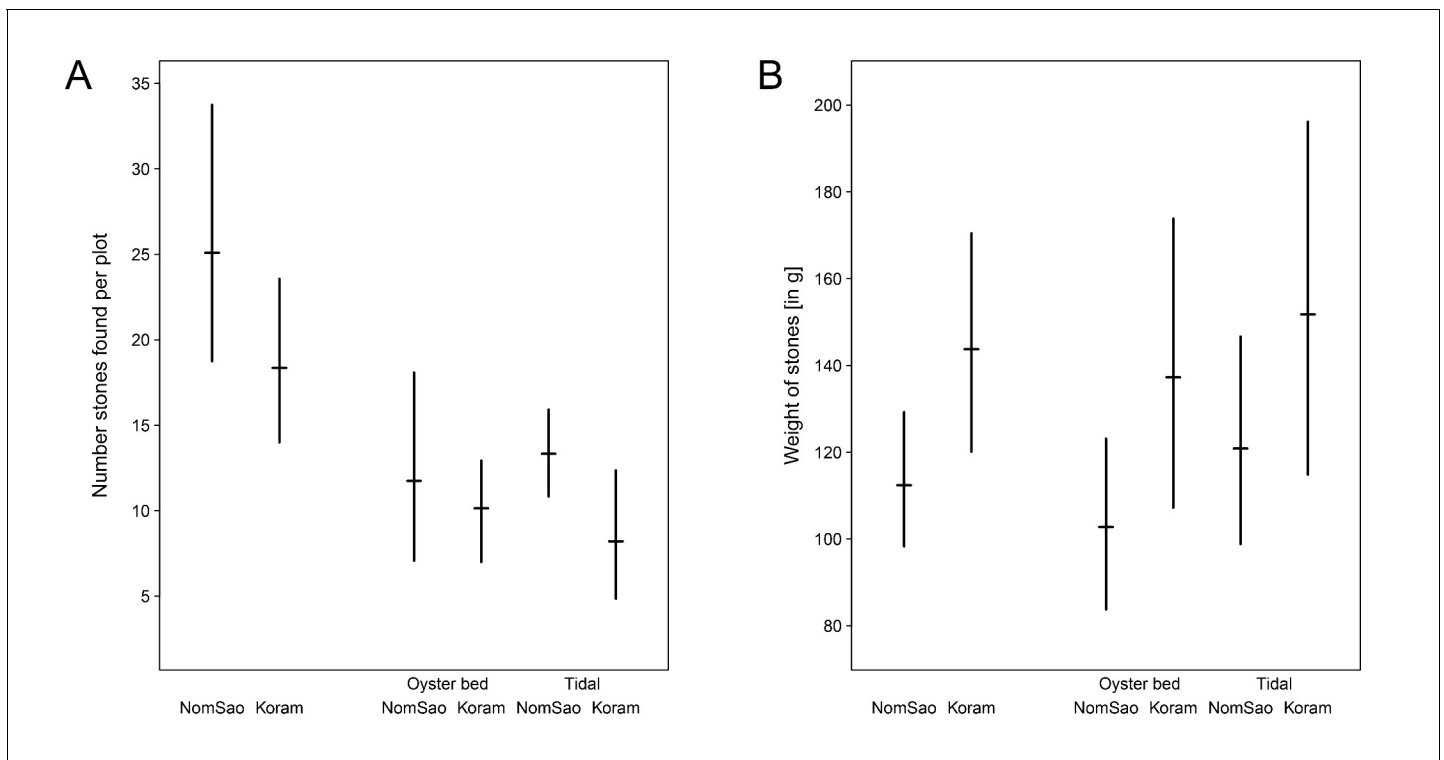 A
Number stones found per plot
35
30
25
20
15
10
5
Oyster bed Tidal
NomSao Koram NomSao Koram NomSao Koram
B
Weight of stones [in g]
200
180
160
140
120
100
80
Oyster bed Tidal
NomSao Koram NomSao Koram NomSao Koram